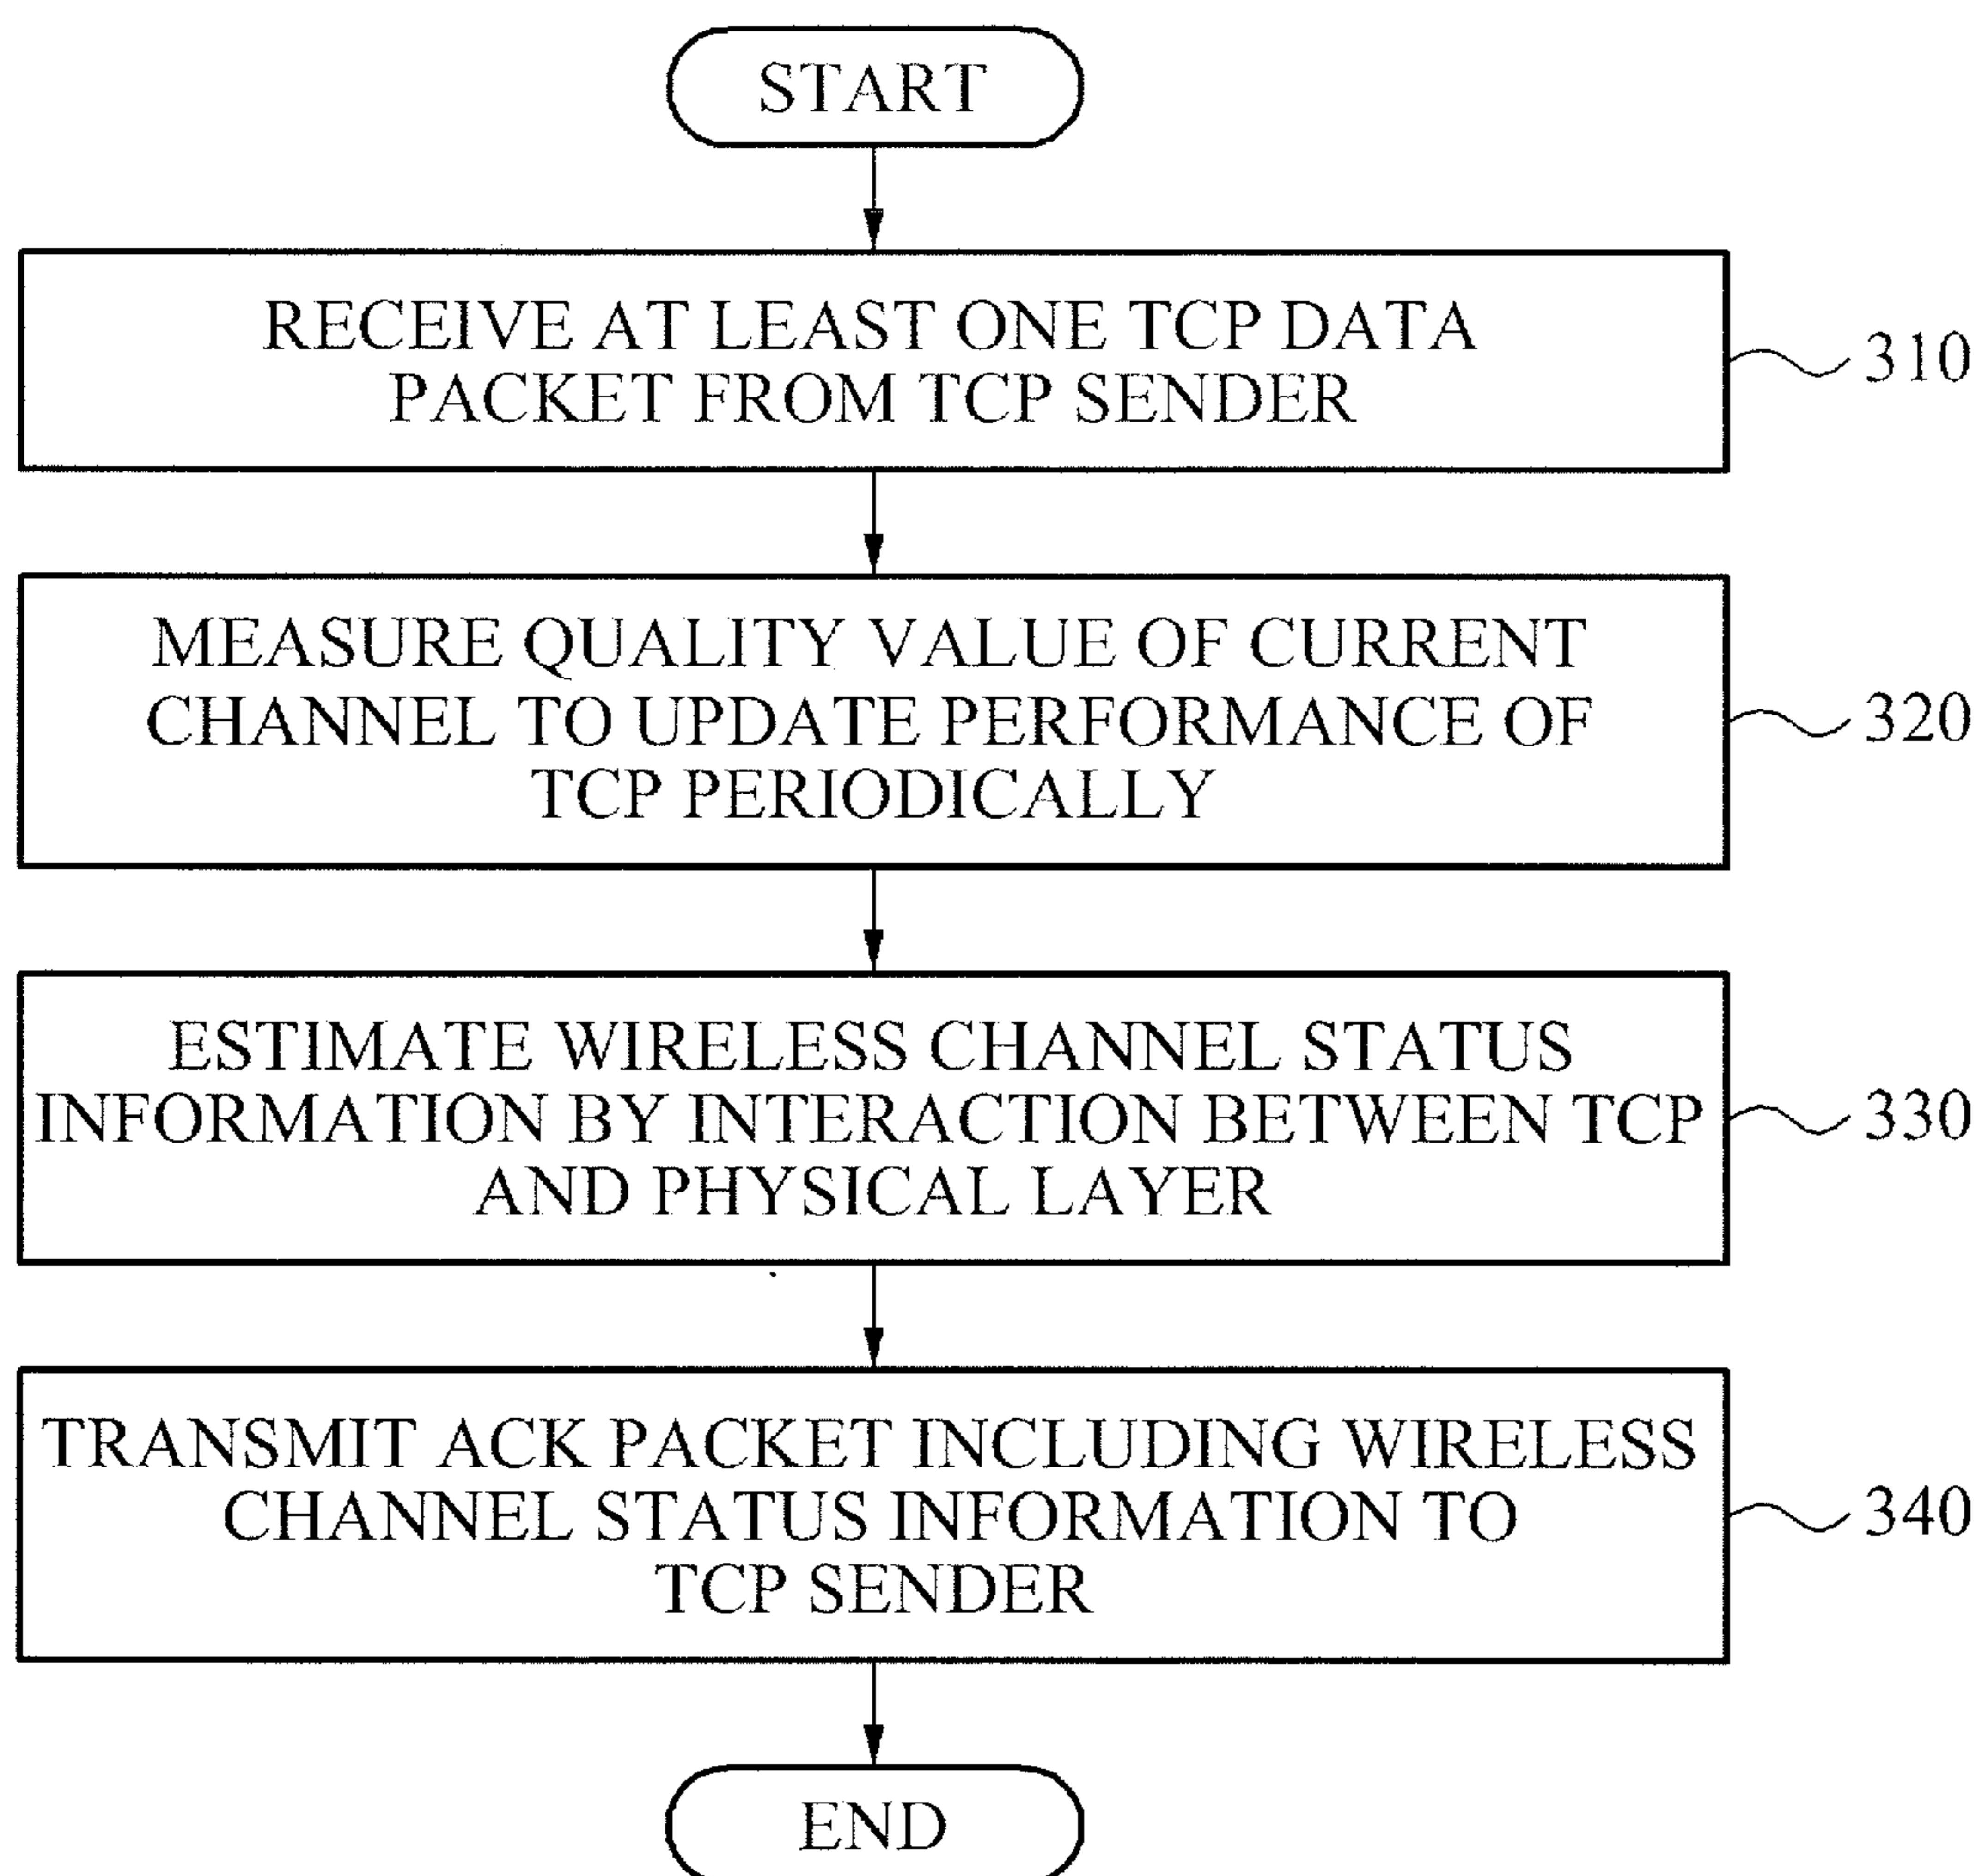 START
RECEIVE AT LEAST ONE TCP DATA
PACKET FROM TCP SENDER
310
MEASURE QUALITY VALUE OF CURRENT
CHANNEL TO UPDATE PERFORMANCE OF
TCP PERIODICALLY
320
ESTIMATE WIRELESS CHANNEL STATUS
INFORMATION BY INTERACTION BETWEEN TCP
AND PHYSICAL LAYER
330
TRANSMIT ACK PACKET INCLUDING WIRELESS
CHANNEL STATUS INFORMATION TO
TCP SENDER
340
END